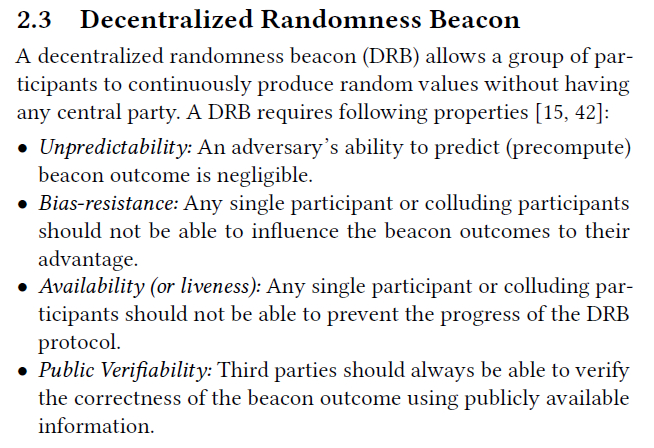 2.3 Decentralized Randomness Beacon
A decentralized randomness beacon (DRB) allows a group of par-
ticipants to continuously produce random values without having
any central party. A DRB requires following properties [15, 42]:
• Unpredictability: An adversary's ability to predict (precompute)
beacon outcome is negligible.
• Bias-resistance: Any single participant or colluding participants
should not be able to influence the beacon outcomes to their
advantage.
• Availability (or liveness): Any single participant or colluding par-
ticipants should not be able to prevent the progress of the DRB
protocol.
• Public Verifiability: Third parties should always be able to verify
the correctness of the beacon outcome using publicly available
information.